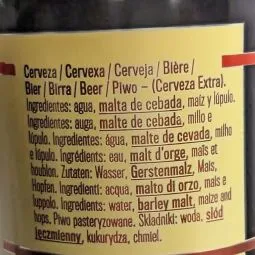 Cerveza / Cervexa / Cerveja / Bière /
Bier / Birra / Beer / Piwo – (Cerveza Extra).
Ingredientes: agua, malta de cebada, maíz y lúpulo.
Ingredientes: auga, malta de cebada, millo e
lúpulo. Ingredientes: água, malta de cevada, milho
e lúpulo. Ingrédients: eau, malt d'orge, maïs et
houblon. Zutaten: Wasser, Gerstenmalz, Mais,
Hopfen. Ingredienti: acqua, malto di orzo, mais e
luppolo. Ingredients: water, barley malt, maize and
hops. Piwo pasteryzowane. Składniki: woda, słód
jęczmienny, kukurydza, chmiel.